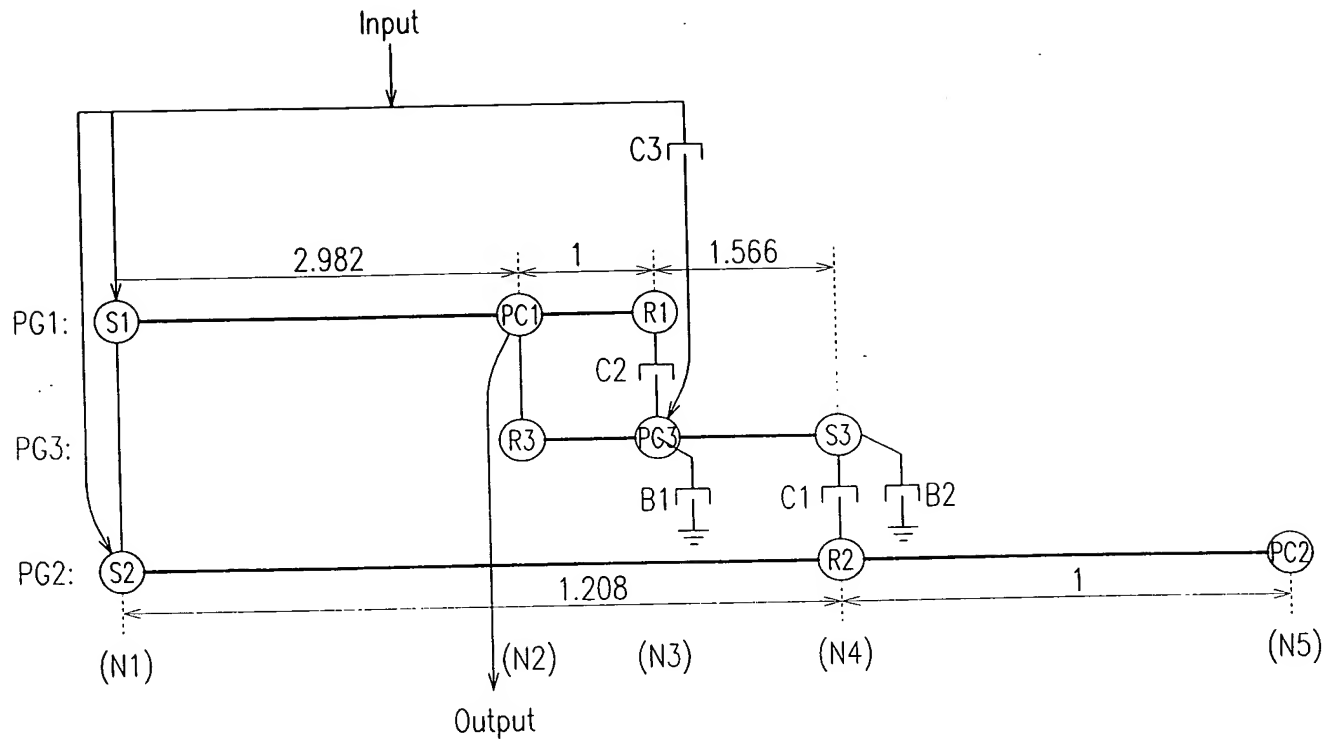 Input
C3
2.982 1 1.566
PG1: S1 PC1 R1
C2
PG3: R3 PG3 S3
B1 C1 B2
PG2: S2 R2 PC2
1.208 1
(N1) (N2) (N3) (N4) (N5)
Output